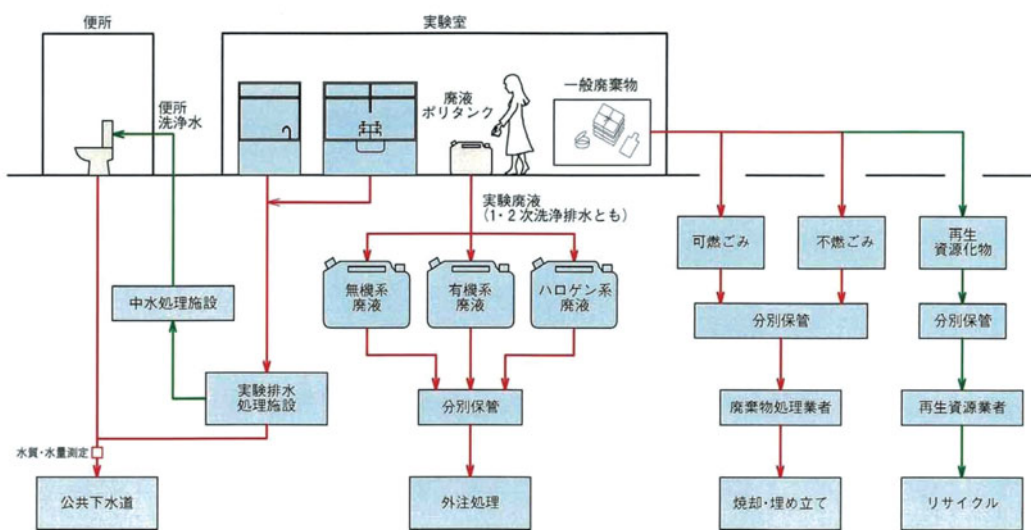 便所
実験室
便所
洗浄水
廃液
ポリタンク
一般廃棄物
実験廃液
(1・2次洗浄排水とも)
無機系
廃液
有機系
廃液
ハロゲン系
廃液
可燃ごみ
不燃ごみ
再生
資源化物
中水処理施設
分別保管
分別保管
実験排水
処理施設
分別保管
廃棄物処理業者
再生資源業者
水質・水量測定
公共下水道
外注処理
焼却・埋め立て
リサイクル